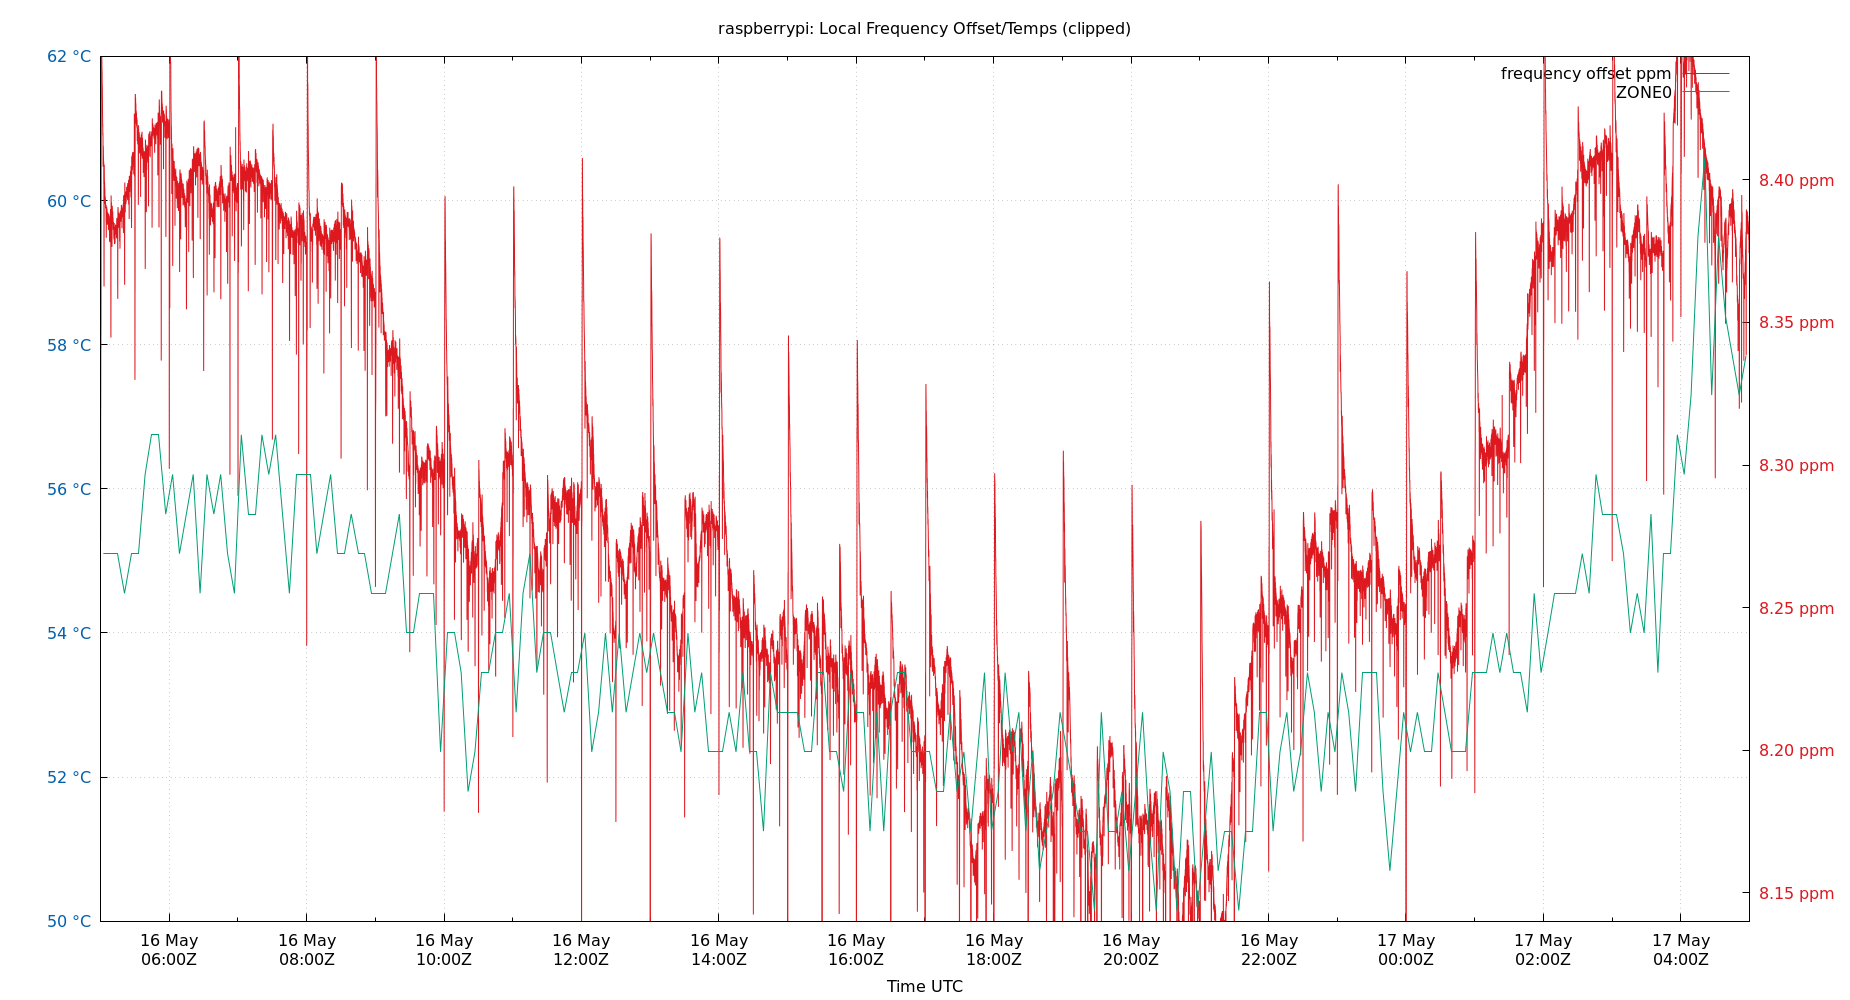 raspberrypi: Local Frequency Offset/Temps (clipped)
62 °C
60 °C
58 °C
56 °C
54 °C
52 °C
50 °C
frequency offset ppm
ZONE0
8.40 ppm
8.35 ppm
8.30 ppm
8.25 ppm
8.20 ppm
8.15 ppm
16 May 16 May 16 May 16 May 16 May 16 May 16 May 16 May 16 May 17 May 17 May 17 May
06:00Z 08:00Z 10:00Z 12:00Z 14:00Z 16:00Z 18:00Z 20:00Z 22:00Z 00:00Z 02:00Z 04:00Z
Time UTC